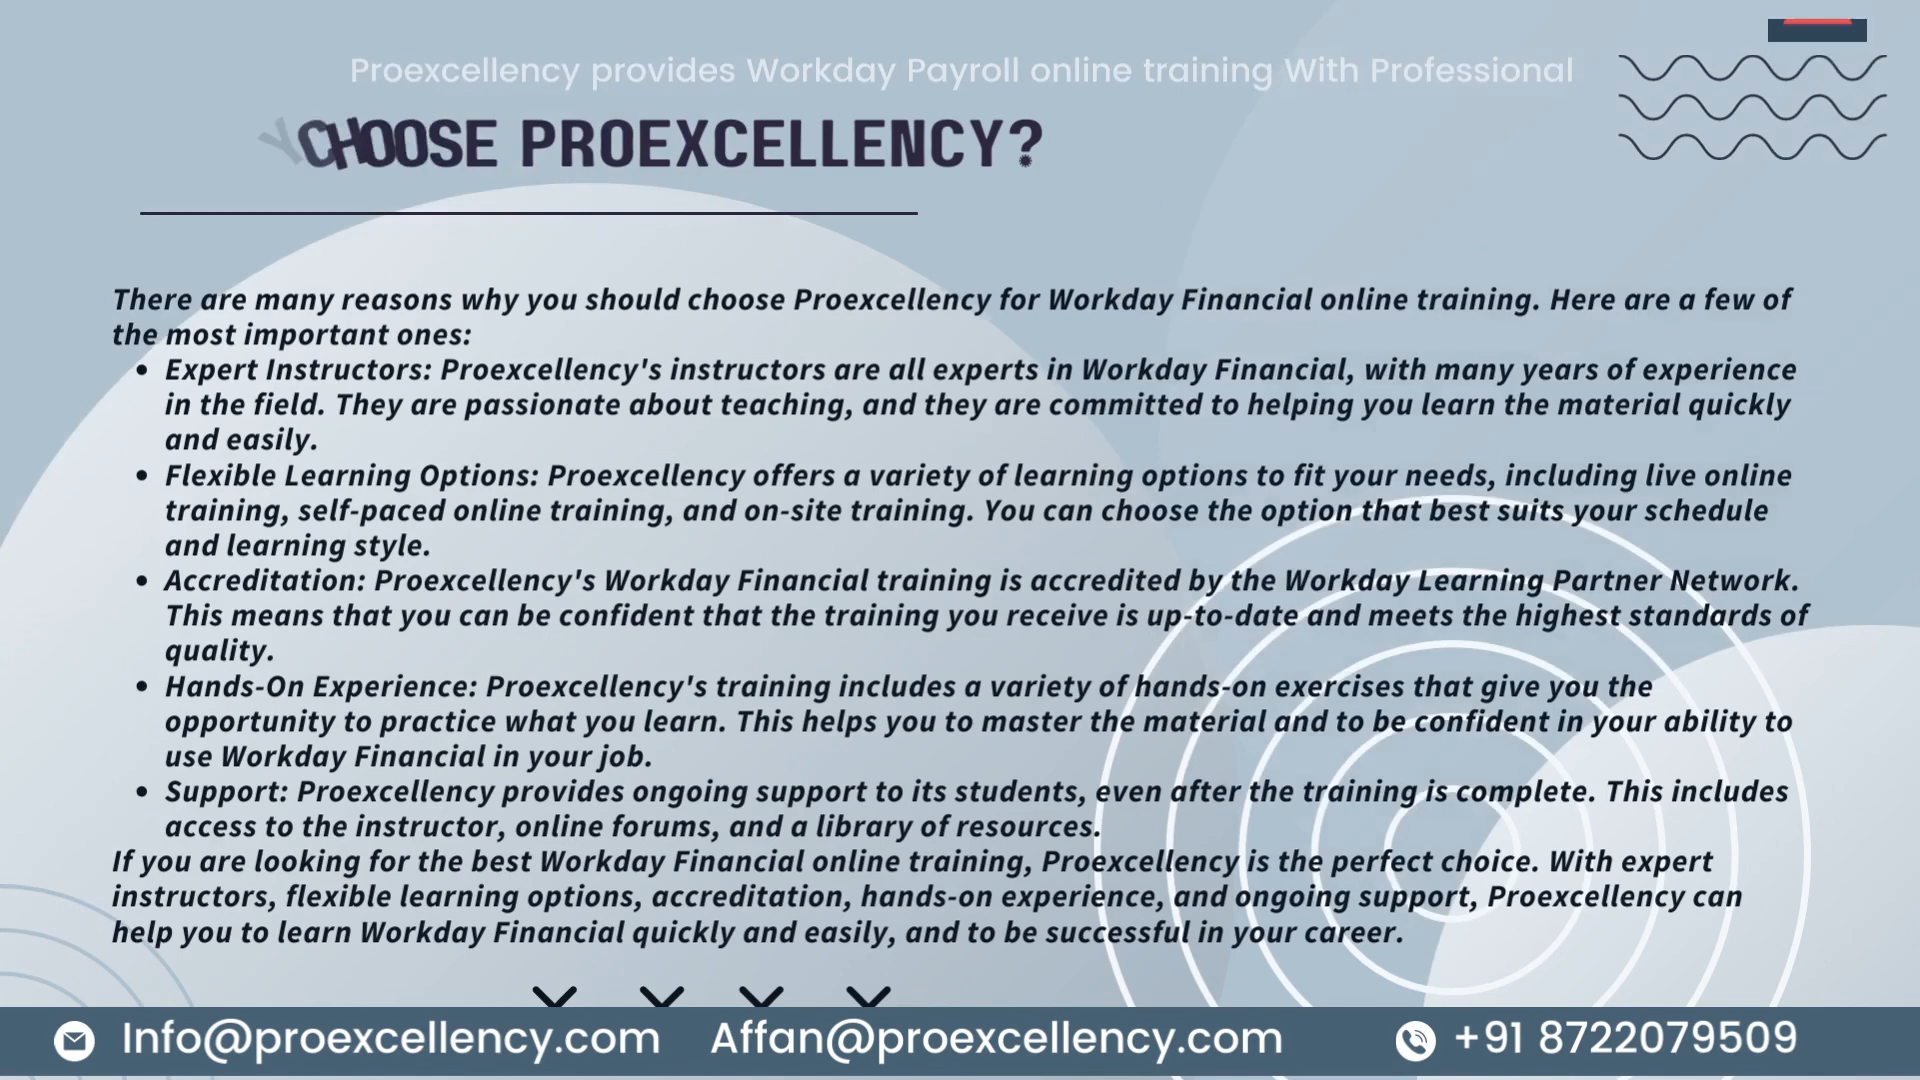 Proexcellency provides Workday Payroll online training With Professional
Y CHOOSE PROEXCELLENCY?
There are many reasons why you should choose Proexcellency for Workday Financial online training. Here are a few of
the most important ones:
• Expert Instructors: Proexcellency's instructors are all experts in Workday Financial, with many years of experience
in the field. They are passionate about teaching, and they are committed to helping you learn the material quickly
and easily.
• Flexible Learning Options: Proexcellency offers a variety of learning options to fit your needs, including live online
training, self-paced online training, and on-site training. You can choose the option that best suits your schedule
and learning style.
• Accreditation: Proexcellency's Workday Financial training is accredited by the Workday Learning Partner Network.
This means that you can be confident that the training you receive is up-to-date and meets the highest standards of
quality.
• Hands-On Experience: Proexcellency's training includes a variety of hands-on exercises that give you the
opportunity to practice what you learn. This helps you to master the material and to be confident in your ability to
use Workday Financial in your job.
• Support: Proexcellency provides ongoing support to its students, even after the training is complete. This includes
access to the instructor, online forums, and a library of resources.
If you are looking for the best Workday Financial online training, Proexcellency is the perfect choice. With expert
instructors, flexible learning options, accreditation, hands-on experience, and ongoing support, Proexcellency can
help you to learn Workday Financial quickly and easily, and to be successful in your career.
Info@proexcellency.com Affan@proexcellency.com +91 8722079509